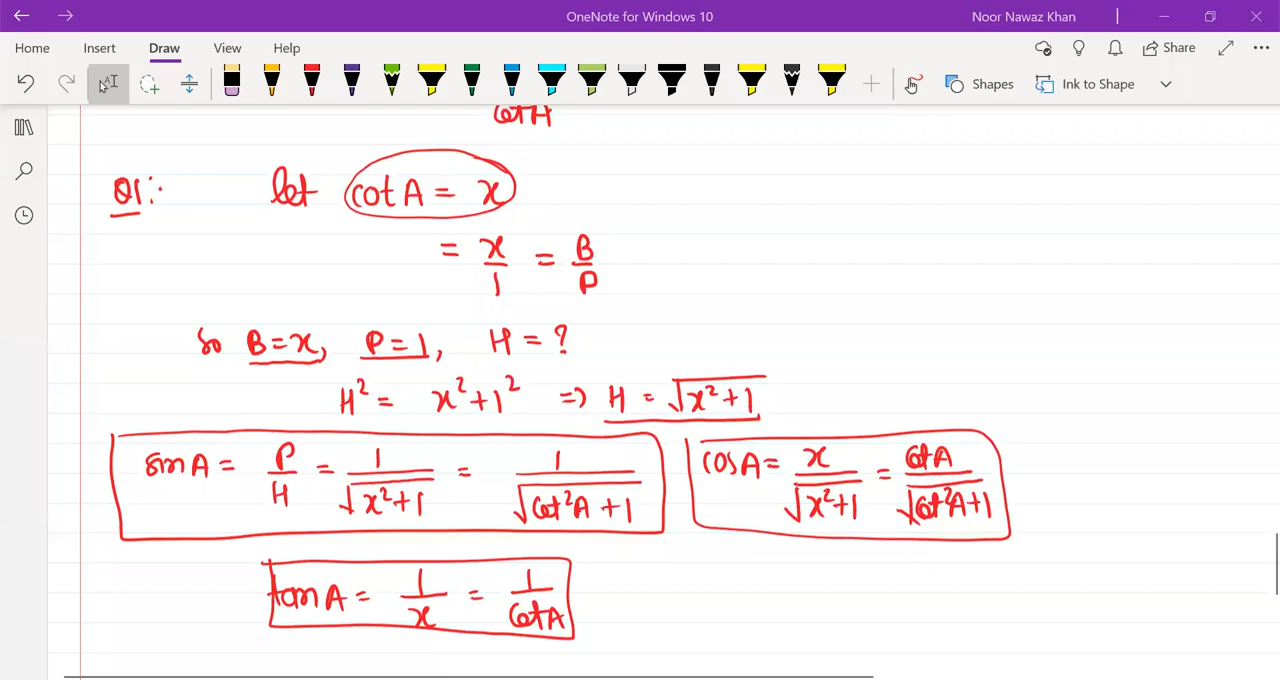 OneNote for Windows 10
Noor Nawaz Khan
Home Insert Draw View Help Share
Shapes Ink to Shape
cot A
Q1:. let cot A = x
= x/1 = B/P
So B=x, P=1, H=?
H² = x²+1² => H = √x²+1
sin A = P/H = 1/√x²+1 = 1/√cot²A+1 cos A = x/√x²+1 = cot A/√cot²A+1
tan A = 1/x = 1/cot A